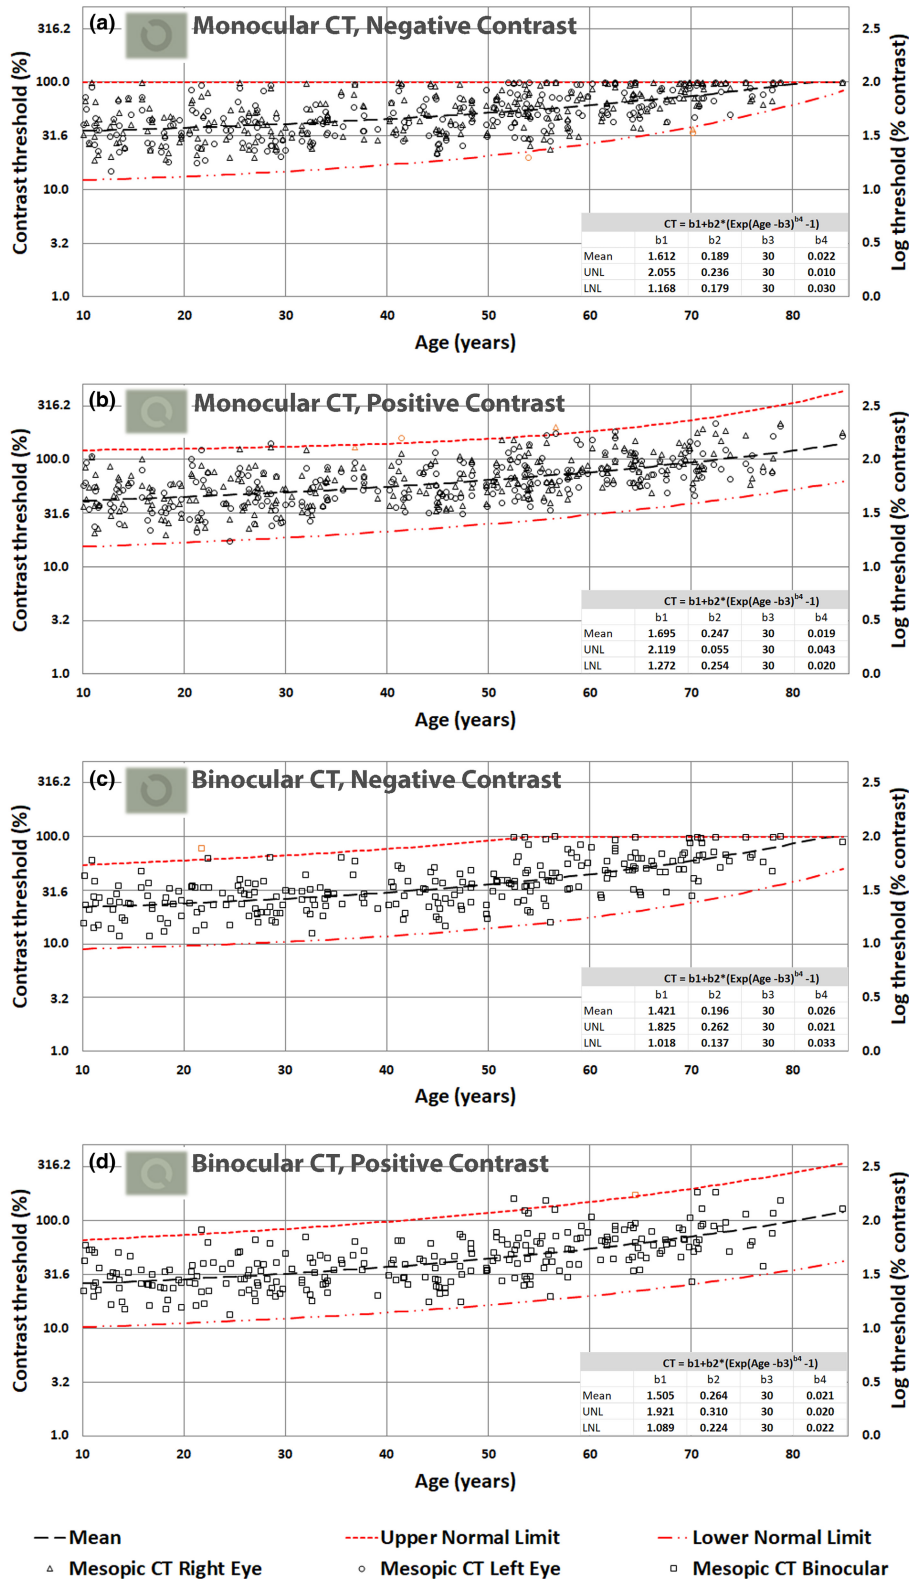 (a) Monocular CT, Negative Contrast
Contrast threshold (%)
Log threshold (% contrast)
316.2 2.5
100.0 2.0
31.6 1.5
10.0 1.0
3.2 0.5
1.0 0.0
CT = b1+b2*(Exp(Age -b3)^b4 -1)
b1 b2 b3 b4
Mean 1.612 0.189 30 0.022
UNL 2.055 0.236 30 0.010
LNL 1.168 0.179 30 0.030
10 20 30 40 50 60 70 80
Age (years)
(b) Monocular CT, Positive Contrast
Contrast threshold (%)
Log threshold (% contrast)
316.2 2.5
100.0 2.0
31.6 1.5
10.0 1.0
3.2 0.5
1.0 0.0
CT = b1+b2*(Exp(Age -b3)^b4 -1)
b1 b2 b3 b4
Mean 1.695 0.247 30 0.019
UNL 2.119 0.055 30 0.043
LNL 1.272 0.254 30 0.020
10 20 30 40 50 60 70 80
Age (years)
(c) Binocular CT, Negative Contrast
Contrast threshold (%)
Log threshold (% contrast)
316.2 2.5
100.0 2.0
31.6 1.5
10.0 1.0
3.2 0.5
1.0 0.0
CT = b1+b2*(Exp(Age -b3)^b4 -1)
b1 b2 b3 b4
Mean 1.421 0.196 30 0.026
UNL 1.825 0.262 30 0.021
LNL 1.018 0.137 30 0.033
10 20 30 40 50 60 70 80
Age (years)
(d) Binocular CT, Positive Contrast
Contrast threshold (%)
Log threshold (% contrast)
316.2 2.5
100.0 2.0
31.6 1.5
10.0 1.0
3.2 0.5
1.0 0.0
CT = b1+b2*(Exp(Age -b3)^b4 -1)
b1 b2 b3 b4
Mean 1.505 0.264 30 0.021
UNL 1.921 0.310 30 0.020
LNL 1.089 0.224 30 0.022
10 20 30 40 50 60 70 80
Age (years)
Mean Upper Normal Limit Lower Normal Limit
Mesopic CT Right Eye Mesopic CT Left Eye Mesopic CT Binocular